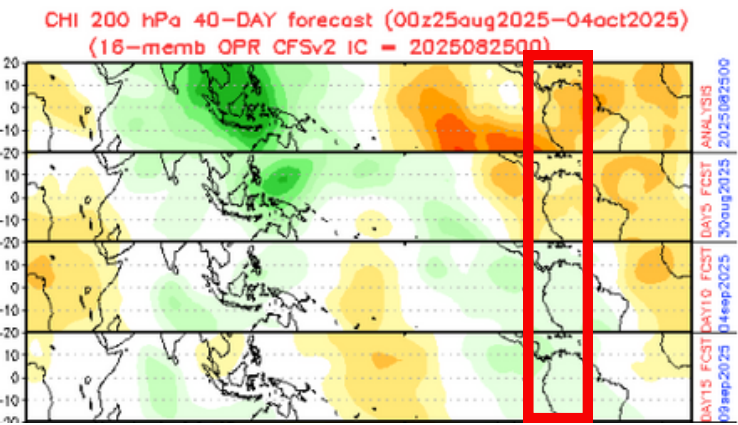 CHI 200 hPa 40-DAY forecast (00z25aug2025-04oct2025)
(16-memb OPR CFSv2 IC = 2025082500)
20
10
0
-10
-20
10
0
-10
-20
10
0
-10
-20
10
0
-10
-20
ANALYSIS
2025082500
DAY5 FCST
30aug2025
DAY10 FCST
04sep2025
DAY15 FCST
09sep2025